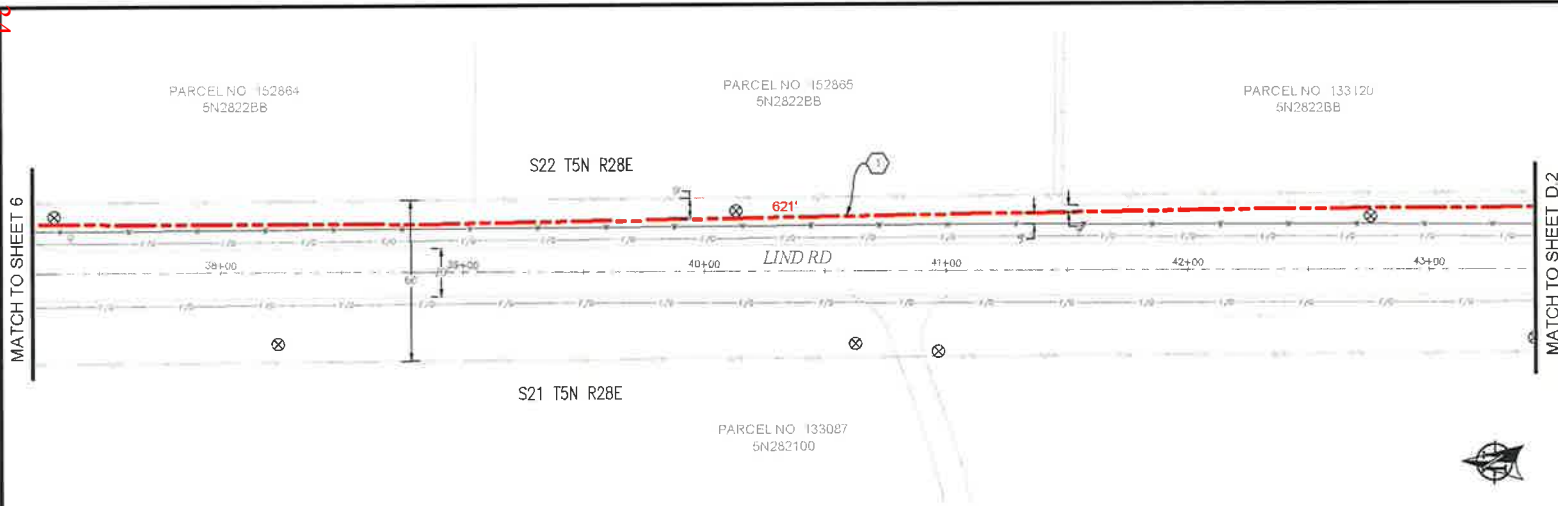 24
PARCEL NO 152864
5N2822BB
PARCEL NO 152865
5N2822BB
PARCEL NO 133120
5N2822BB
S22 T5N R28E
1
621'
MATCH TO SHEET 6
MATCH TO SHEET D.2
LIND RD
38+00
39+00
40+00
41+00
42+00
43+00
60
S21 T5N R28E
PARCEL NO 133087
5N282100